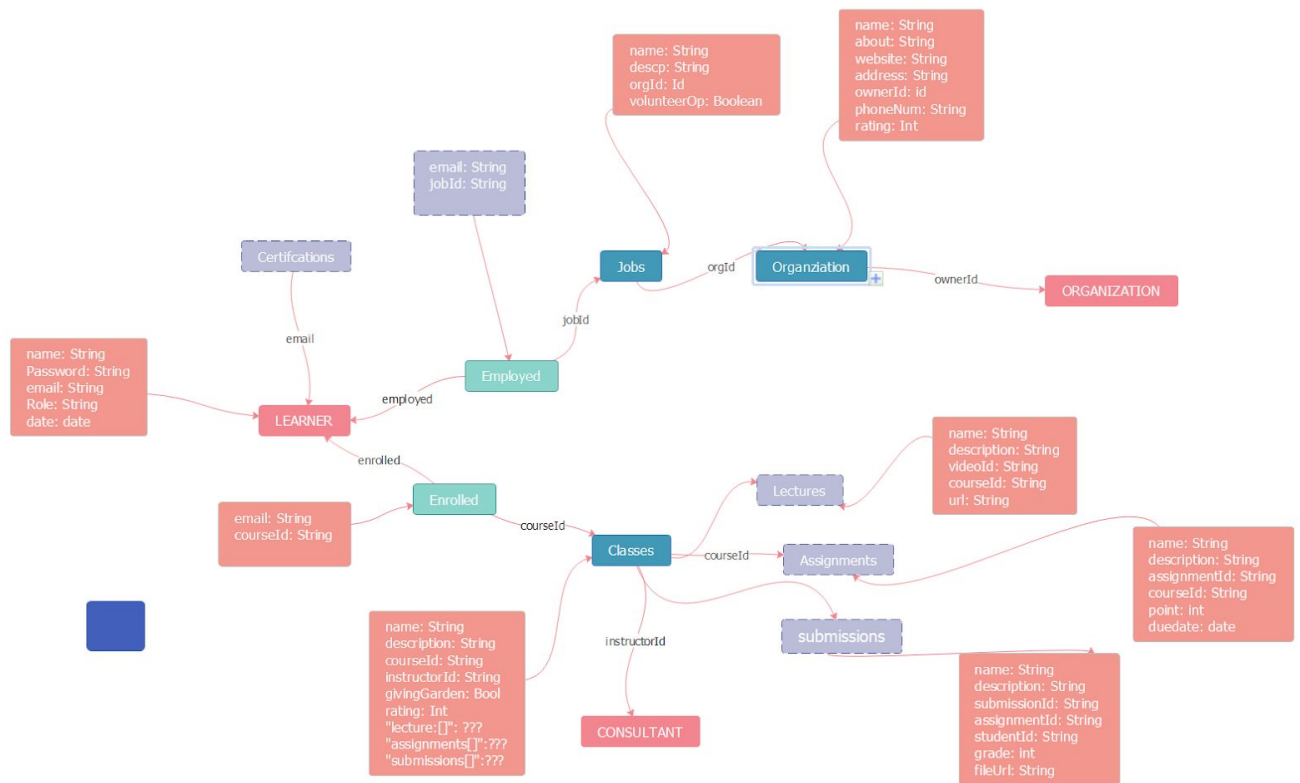 name: String
descp: String
orgId: Id
volunteerOp: Boolean
name: String
about: String
website: String
address: String
ownerId: id
phoneNum: String
rating: Int
email: String
jobId: String
Certifcations
Jobs
orgId
Organziation
ownerId
ORGANIZATION
jobId
email
name: String
Password: String
email: String
Role: String
date: date
Employed
employed
LEARNER
enrolled
Enrolled
email: String
courseId: String
courseId
Classes
courseId
Lectures
name: String
description: String
videoId: String
courseId: String
url: String
Assignments
name: String
description: String
assignmentId: String
courseId: String
point: int
duedate: date
submissions
instructorId
name: String
description: String
courseId: String
instructorId: String
givingGarden: Bool
rating: Int
"lecture:[]": ???
"assignments[]":???
"submissions[]":???
CONSULTANT
name: String
description: String
submissionId: String
assignmentId: String
studentId: String
grade: int
fileUrl: String